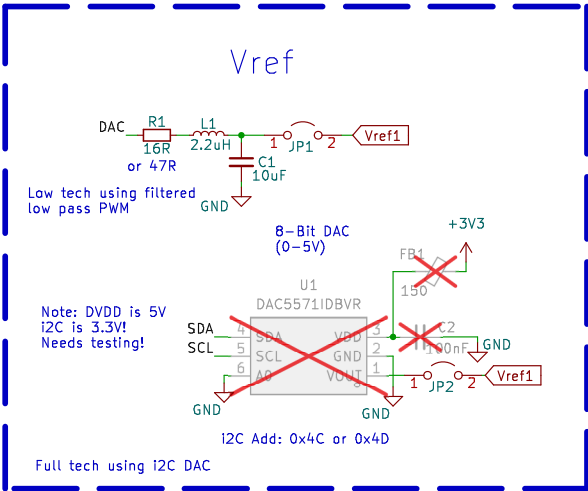 Vref
DAC
R1
16R
or 47R
L1
2.2uH
C1
10uF
GND
1
JP1
2
Vref1
Low tech using filtered
low pass PWM
8-Bit DAC
(0-5V)
+3V3
FB1
150
Note: DVDD is 5V
i2C is 3.3V!
Needs testing!
U1
DAC5571IDBVR
SDA
4
SDA
VDD
3
C2
100nF
GND
SCL
5
SCL
GND
2
6
A0
VOUT
1
GND
GND
1
JP2
2
Vref1
i2C Add: 0x4C or 0x4D
Full tech using i2C DAC